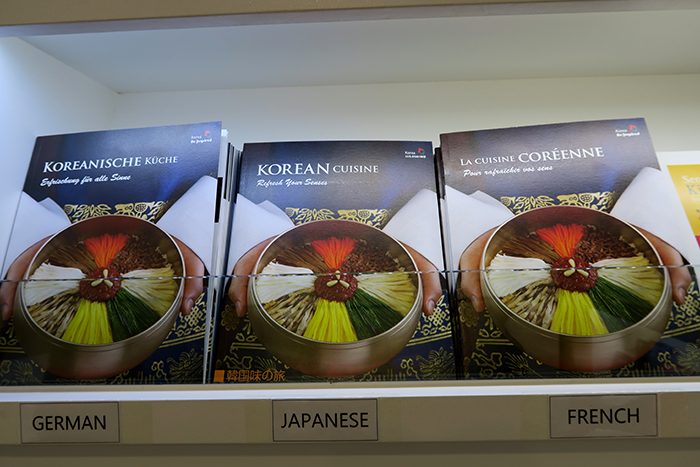 KOREANISCHE KÜCHE
Erfrischung für alle Sinne
KOREAN CUISINE
Refresh Your Senses
韓国味の旅
LA CUISINE CORÉENNE
Pour rafraîchir vos sens
GERMAN
JAPANESE
FRENCH